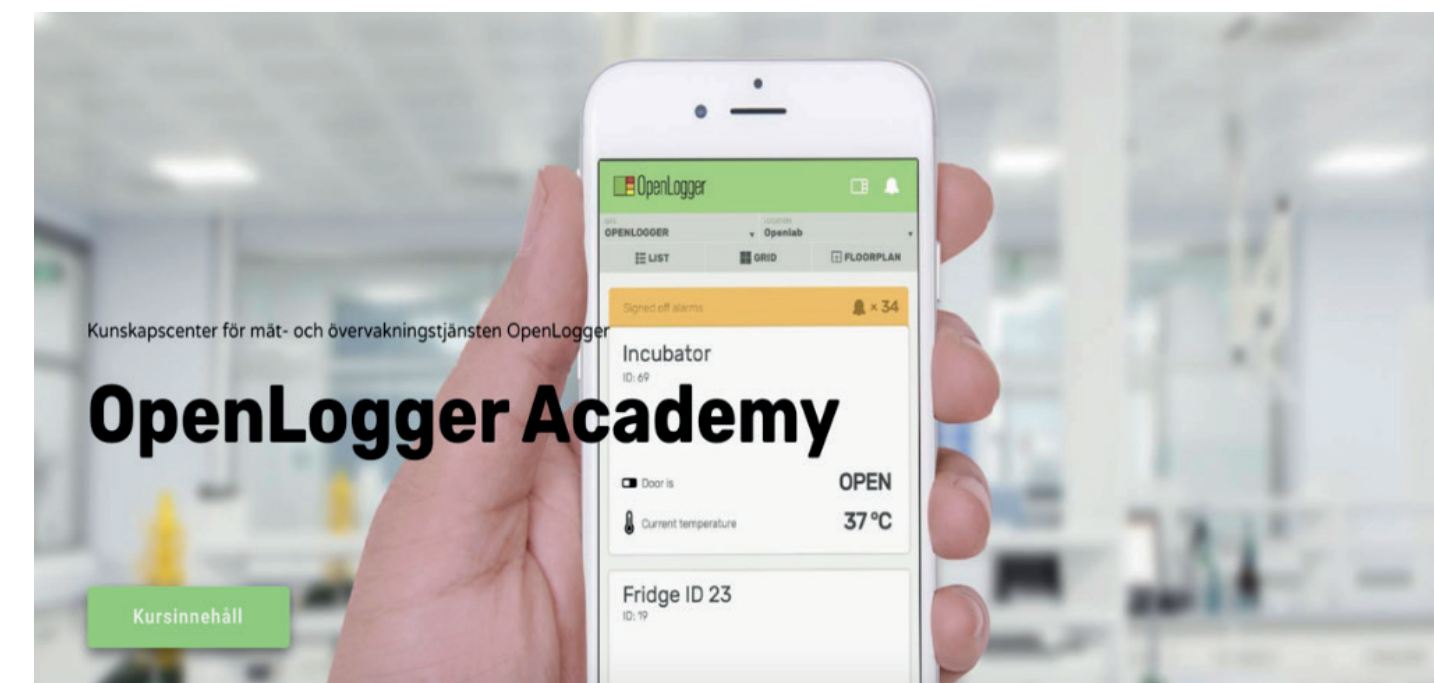 OpenLogger
OPENLOGGER
LOCATION
Openlab
LIST
GRID
FLOORPLAN
Signed off alarms
× 34
Kunskapscenter för mät- och övervakningstjänsten OpenLogger
Incubator
ID: 69
OpenLogger Academy
Door is
OPEN
Current temperature
37 °C
Fridge ID 23
ID: 19
Kursinnehåll